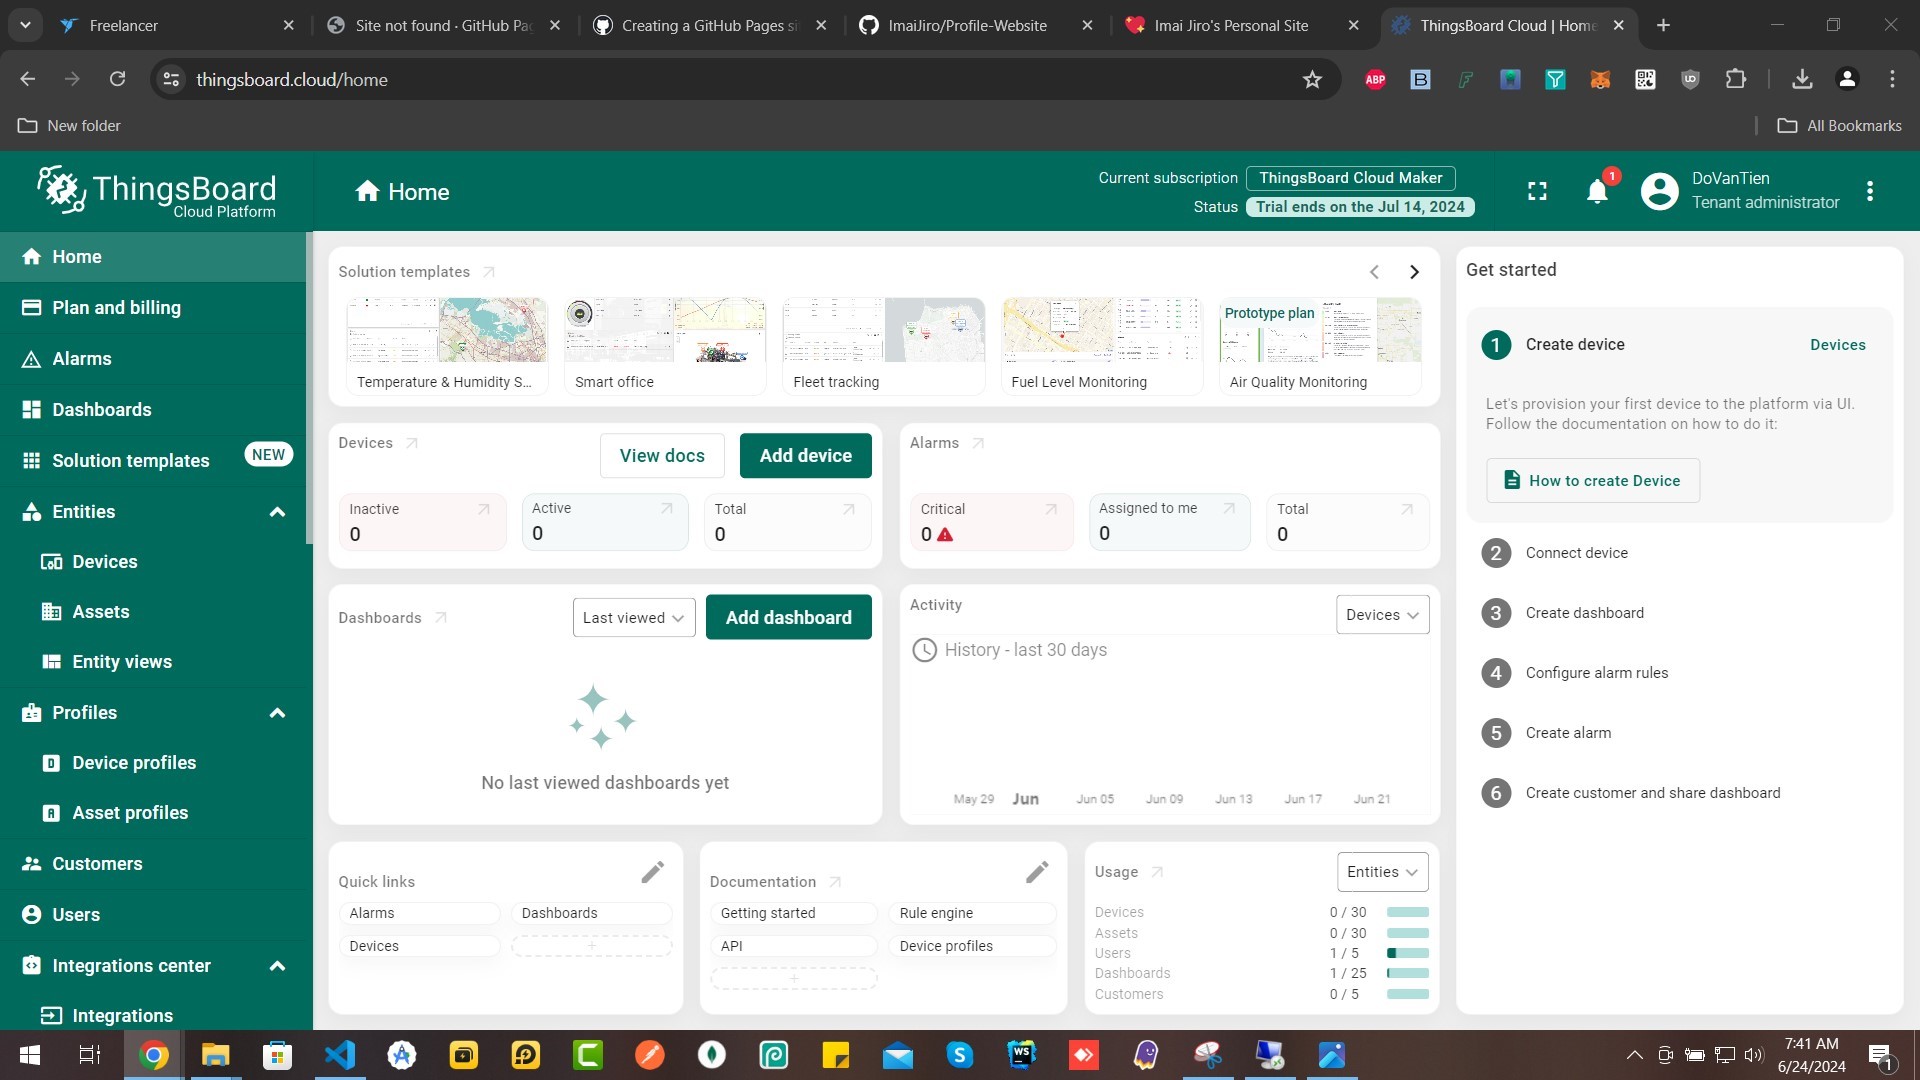 Freelancer
Site not found · GitHub Pag
Creating a GitHub Pages si
ImaiJiro/Profile-Website
Imai Jiro's Personal Site
ThingsBoard Cloud | Home
thingsboard.cloud/home
ABP
New folder
All Bookmarks
ThingsBoard
Cloud Platform
Home
Current subscription
ThingsBoard Cloud Maker
Status
Trial ends on the Jul 14, 2024
1
DoVanTien
Tenant administrator
Home
Plan and billing
Alarms
Dashboards
Solution templates
NEW
Entities
Devices
Assets
Entity views
Profiles
Device profiles
Asset profiles
Customers
Users
Integrations center
Integrations
Solution templates
Temperature & Humidity S...
Smart office
Fleet tracking
Fuel Level Monitoring
Prototype plan
Air Quality Monitoring
Devices
View docs
Add device
Inactive
0
Active
0
Total
0
Alarms
Critical
0
Assigned to me
0
Total
0
Dashboards
Last viewed
Add dashboard
No last viewed dashboards yet
Activity
Devices
History - last 30 days
May 29
Jun
Jun 05
Jun 09
Jun 13
Jun 17
Jun 21
Quick links
Alarms
Dashboards
Devices
Documentation
Getting started
Rule engine
API
Device profiles
Usage
Entities
Devices 0 / 30
Assets 0 / 30
Users 1 / 5
Dashboards 1 / 25
Customers 0 / 5
Get started
1 Create device
Devices
Let's provision your first device to the platform via UI.
Follow the documentation on how to do it:
How to create Device
2 Connect device
3 Create dashboard
4 Configure alarm rules
5 Create alarm
6 Create customer and share dashboard
7:41 AM
6/24/2024
1